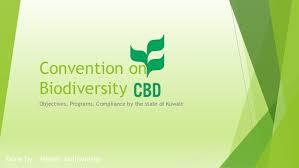 Convention on
Biodiversity CBD
Objectives, Programs, Compliance by the state of Kuwait
Done by